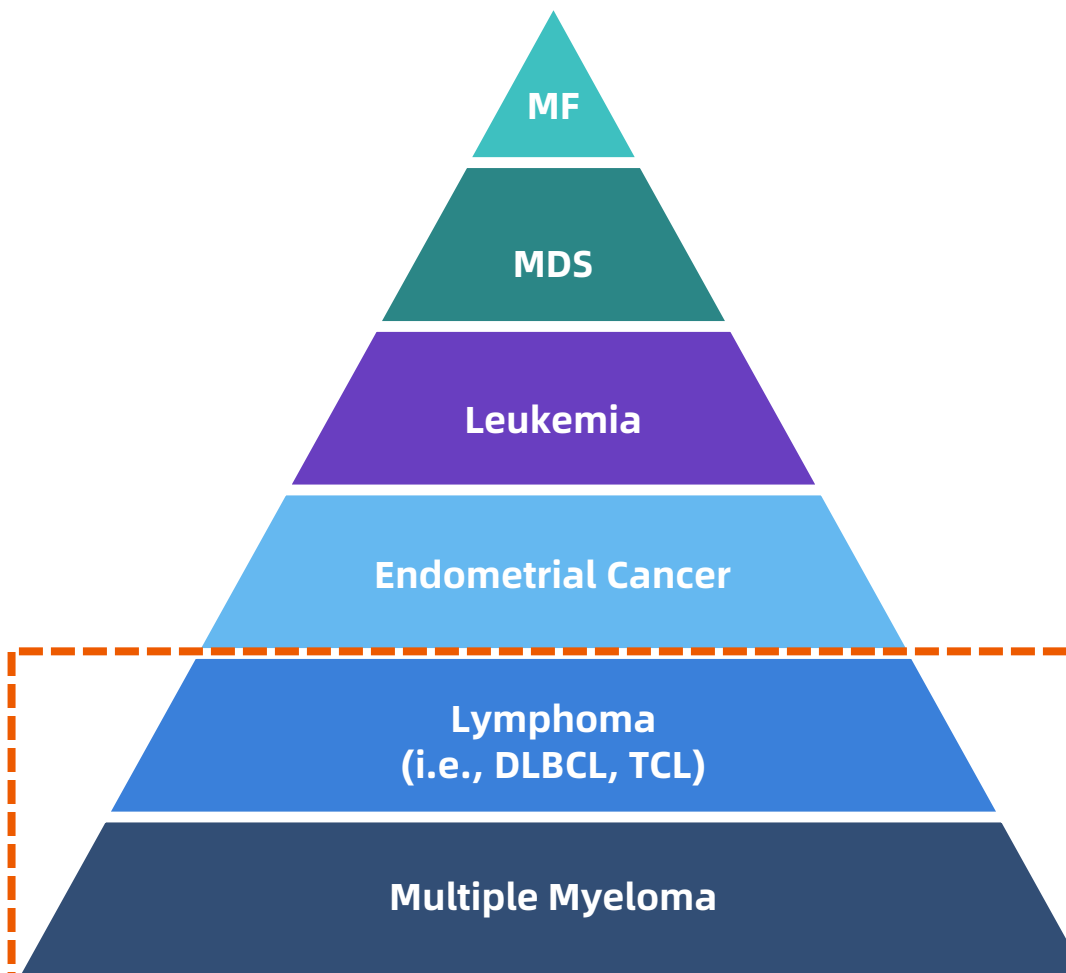 MF
MDS
Leukemia
Endometrial Cancer
Lymphoma
(i.e., DLBCL, TCL)
Multiple Myeloma